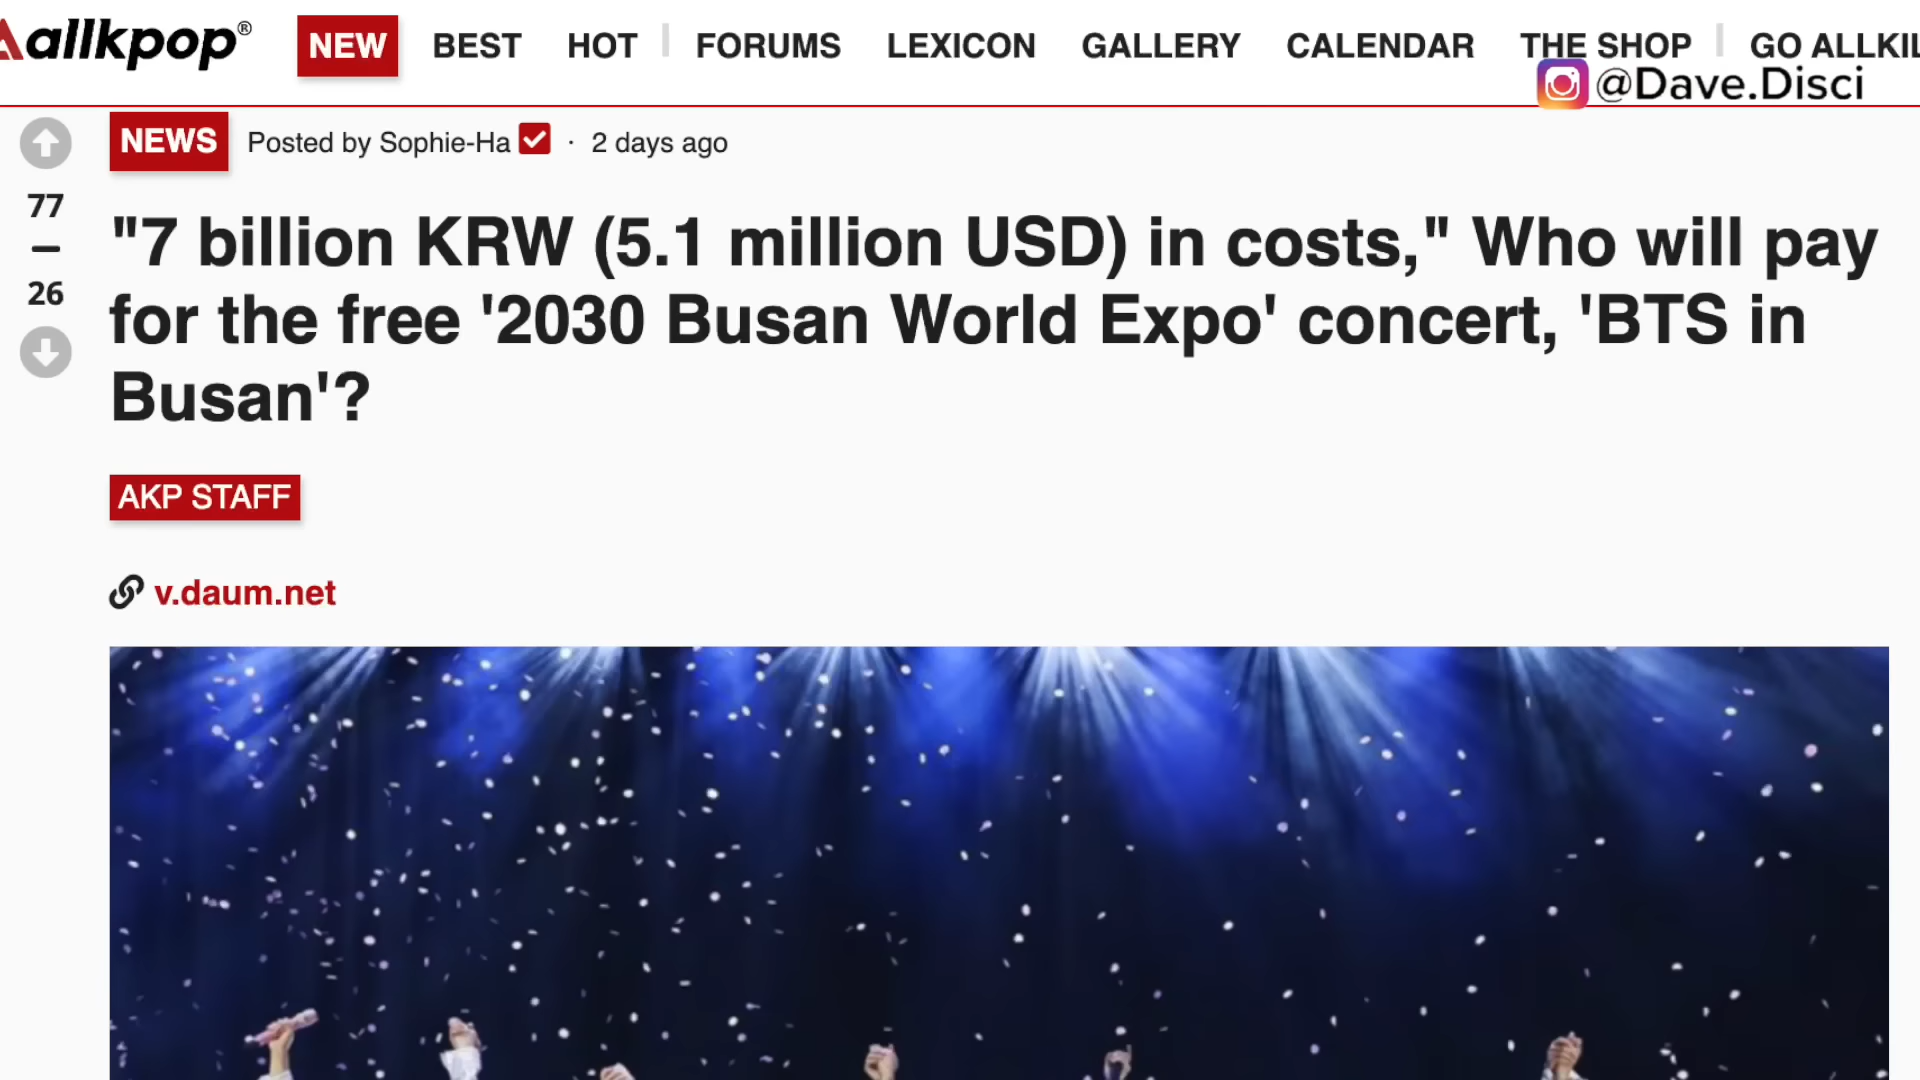 allkpop®
NEW BEST HOT FORUMS LEXICON GALLERY CALENDAR THE SHOP GO ALLKIL
@Dave.Disci
NEWS Posted by Sophie-Ha · 2 days ago
77
26
"7 billion KRW (5.1 million USD) in costs," Who will pay
for the free '2030 Busan World Expo' concert, 'BTS in
Busan'?
AKP STAFF
v.daum.net